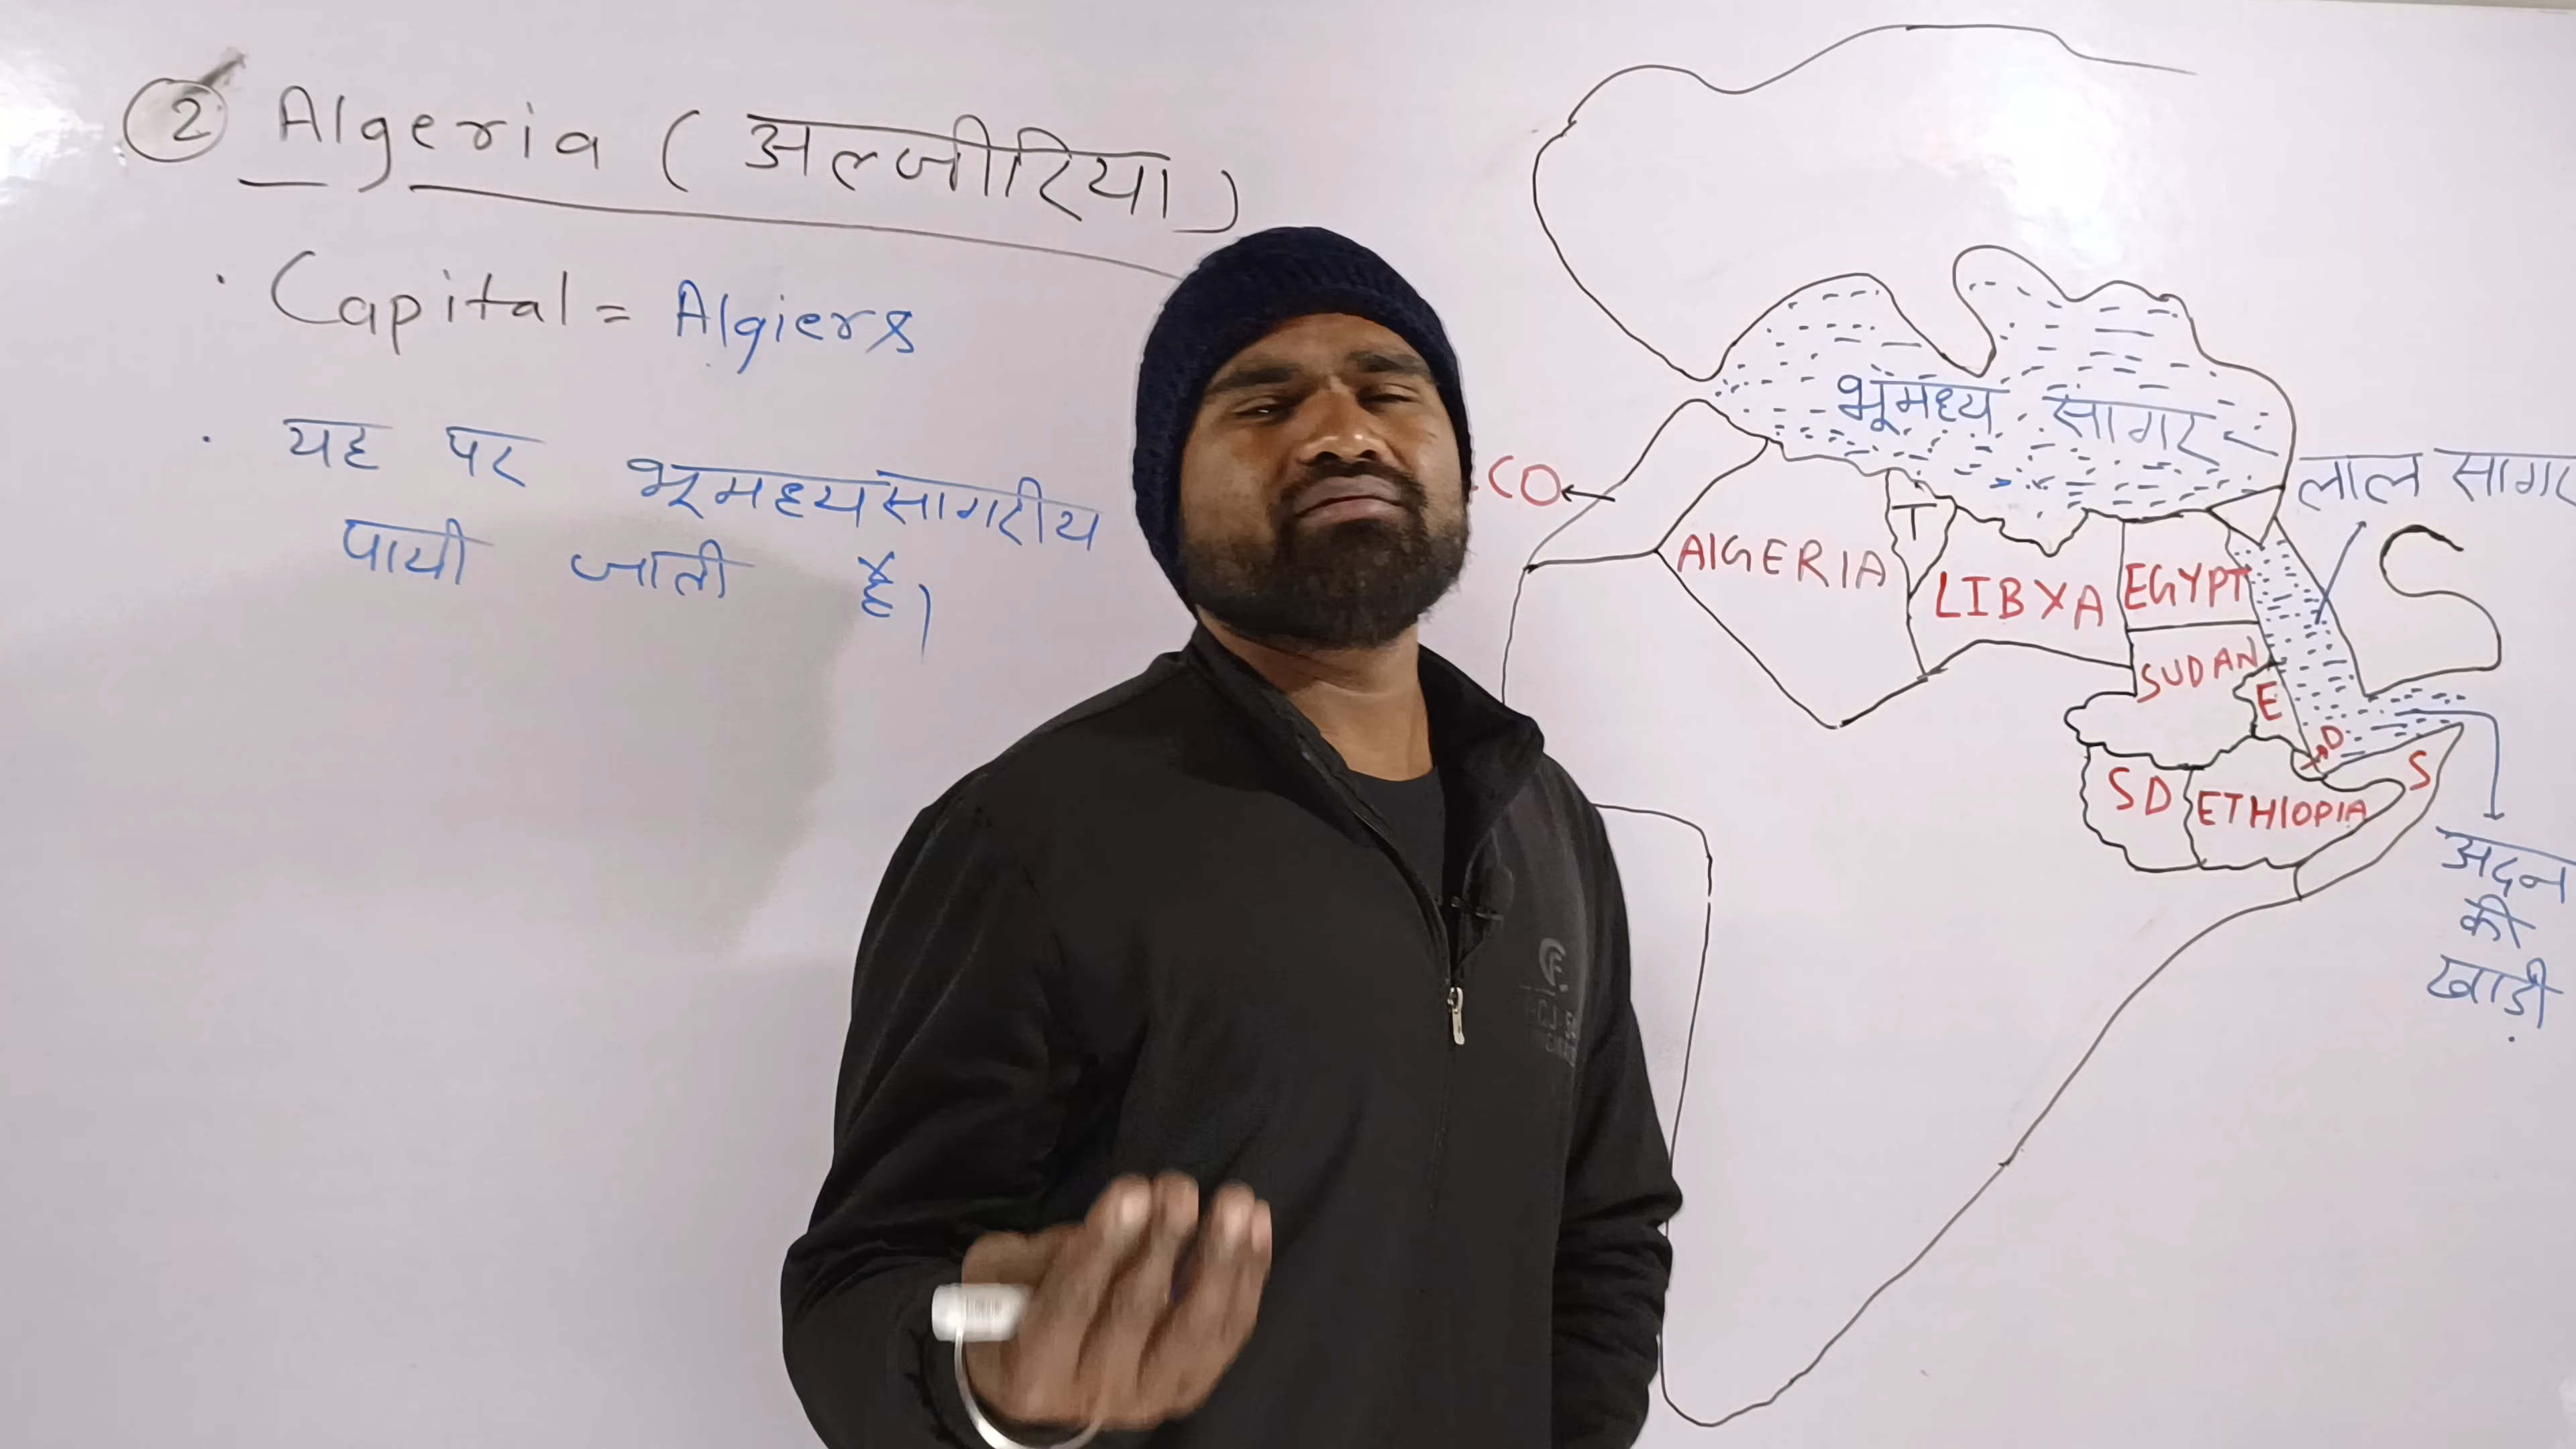 2 Algeria ( अल्जीरिया )
· Capital = Algiers
· यह पर भूमध्यसागरीय
पायी जाती है।
भूमध्य सागर
लाल सागर
CO
AlGERIA
T
LIBYA
EGYPT
SUDAN
E
D
S
SD
ETHIOPIA
अदन
की
खाड़ी